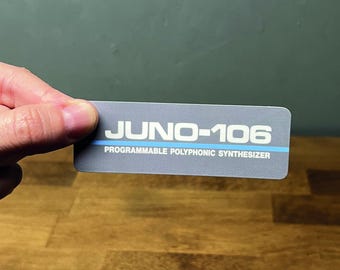 JUNO-106
PROGRAMMABLE POLYPHONIC SYNTHESIZER